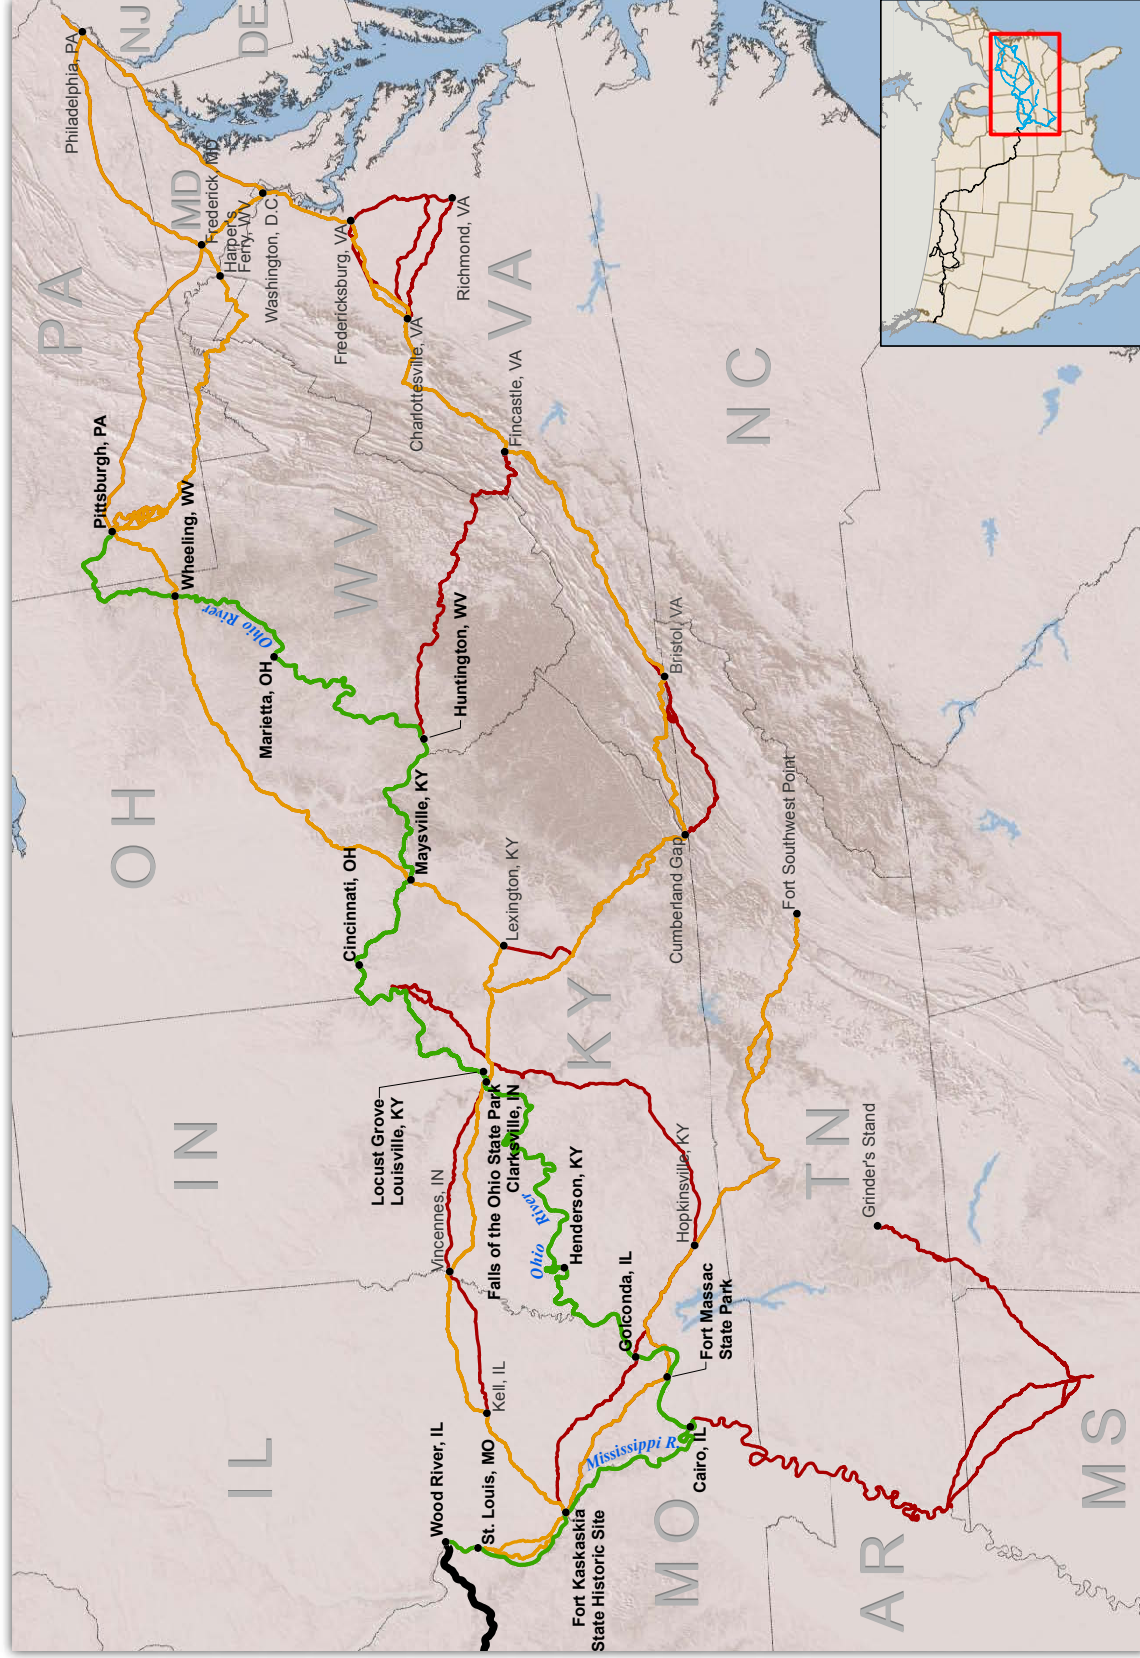 Wood River, IL
St. Louis, MO
Fort Kaskaskia
State Historic Site
Kell, IL
Vincennes, IN
Mississippi R.
Cairo, IL
Golconda, IL
Fort Massac
State Park
Ohio
River
Henderson, KY
Hopkinsville, KY
Grinder's Stand
Falls of the Ohio State Park
Clarksville, IN
Locust Grove
Louisville, KY
Cincinnati, OH
Lexington, KY
Maysville, KY
Cumberland Gap
Fort Southwest Point
Bristol, VA
Huntington, WV
Marietta, OH
Ohio River
Wheeling, WV
Pittsburgh, PA
Fincastle, VA
Charlottesville, VA
Fredericksburg, VA
Richmond, VA
Washington, D.C.
Harper's
Ferry, WV
Frederick, MD
Philadelphia, PA
IL
IN
OH
PA
MD
NJ
DE
WV
VA
KY
MO
AR
TN
MS
NC